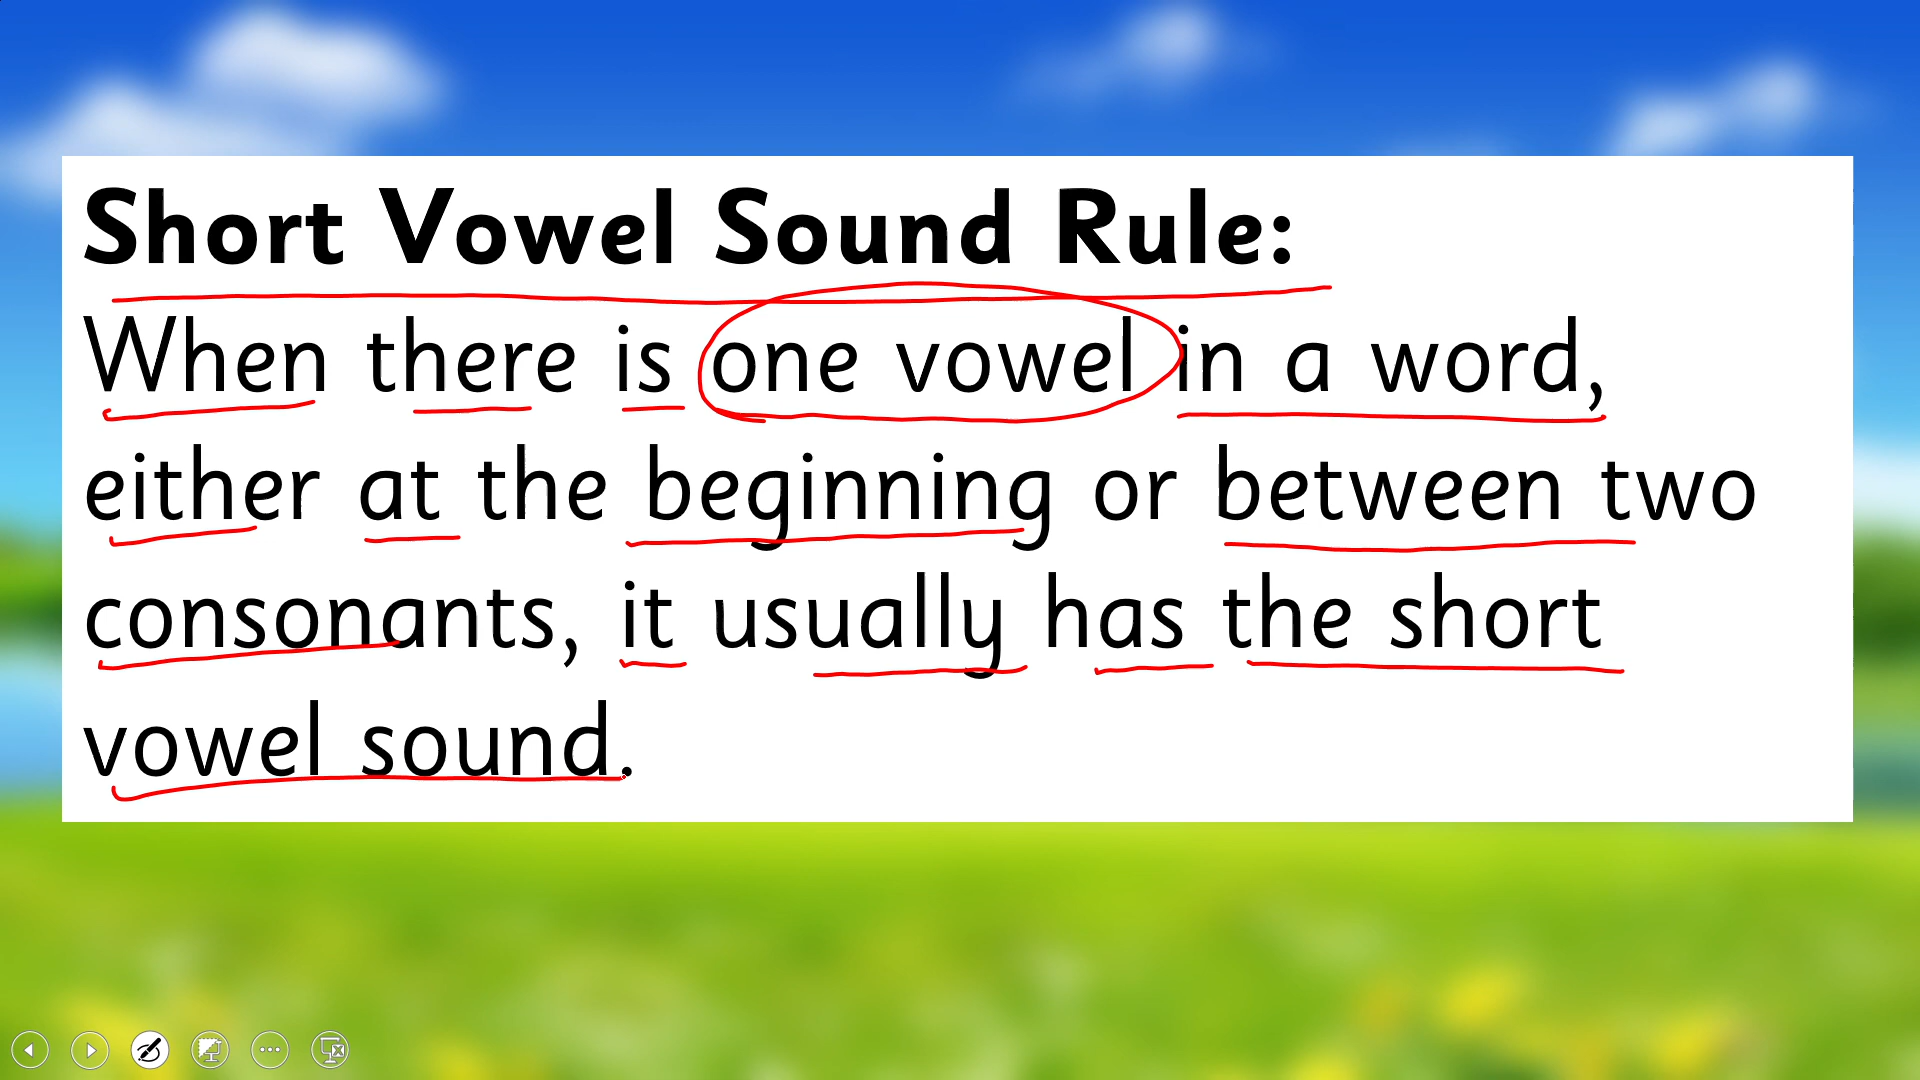 Short Vowel Sound Rule:
When there is one vowel in a word,
either at the beginning or between two
consonants, it usually has the short
vowel sound.